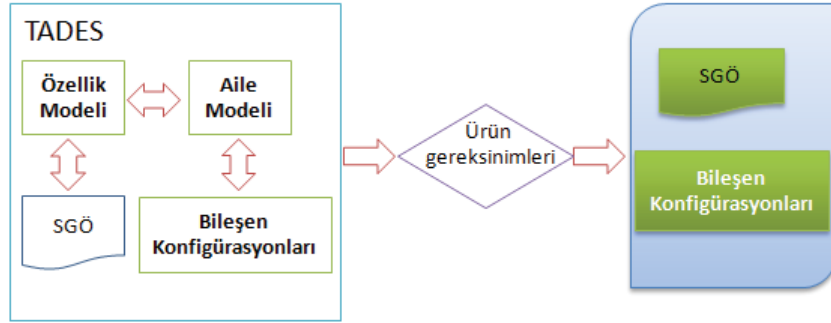 TADES
Özellik
Modeli
Aile
Modeli
SGÖ
Bileşen
Konfigürasyonları
Ürün
gereksinimleri
SGÖ
Bileşen
Konfigürasyonları